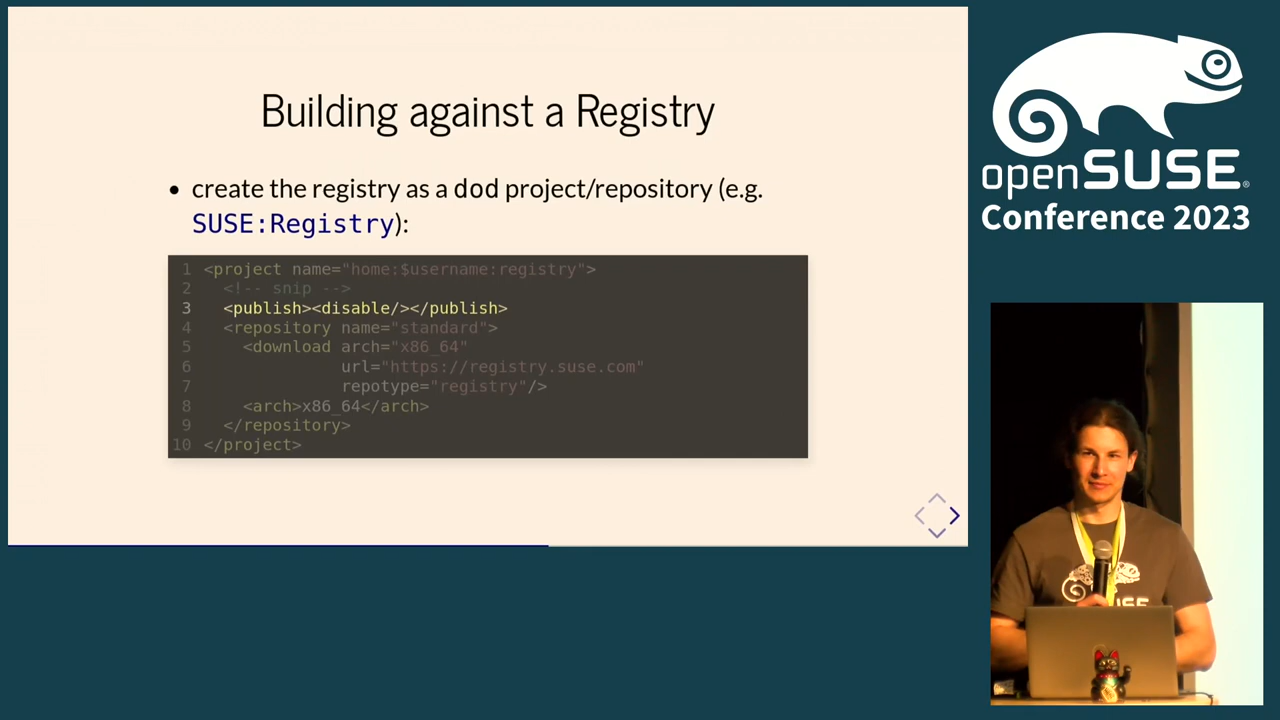 Building against a Registry
• create the registry as a dod project/repository (e.g.
SUSE:Registry):
1 <project name="home:$username:registry">
2 <!-- snip -->
3 <publish><disable/></publish>
4 <repository name="standard">
5 <download arch="x86_64"
6 url="https://registry.suse.com"
7 repotype="registry"/>
8 <arch>x86_64</arch>
9 </repository>
10 </project>
openSUSE®
Conference 2023